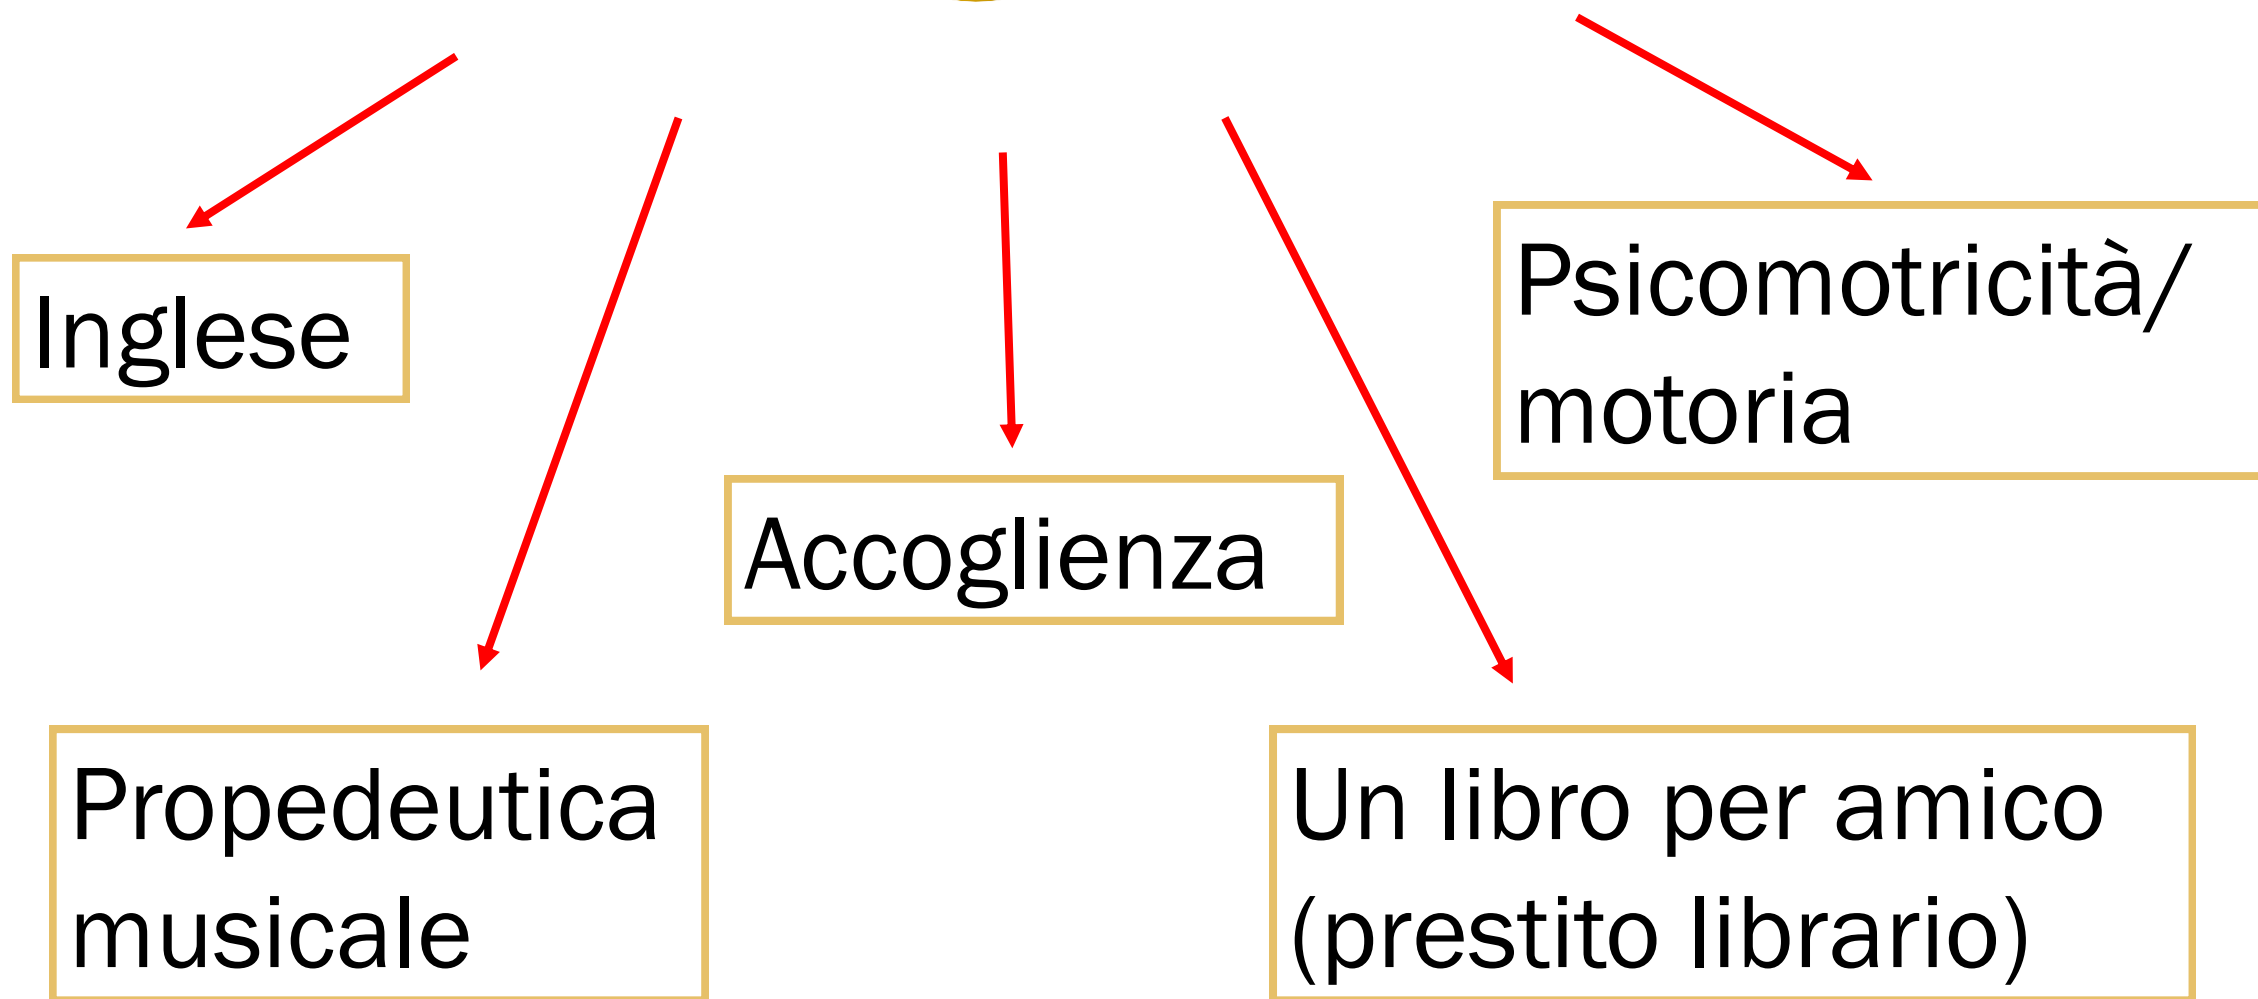 Inglese
Psicomotricità/
motoria
Accoglienza
Propedeutica
musicale
Un libro per amico
(prestito librario)